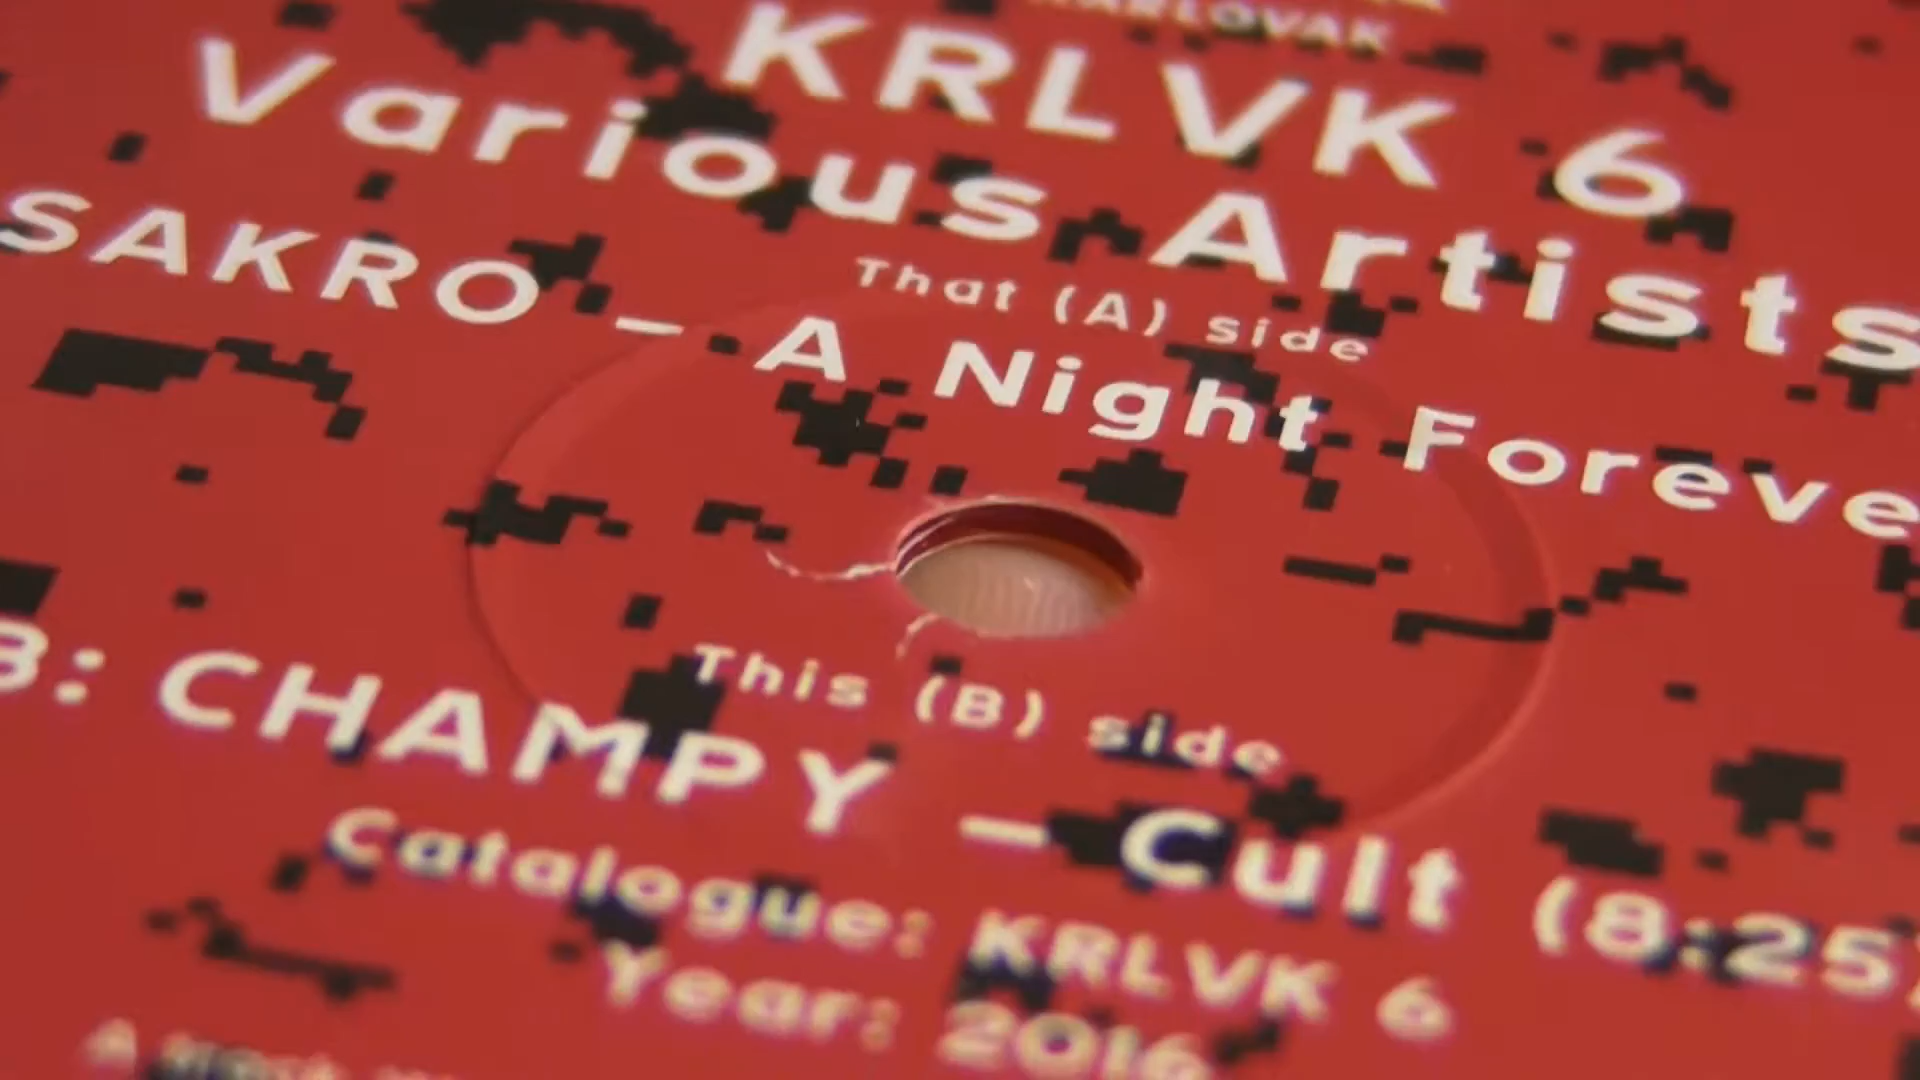 KARLOVAK
KRLVK 6
Various Artists
That (A) side
SAKRO – A Night Foreve
This (B) side
B: CHAMPY – Cult (8:25)
Catalogue: KRLVK 6
Year: 2016
A